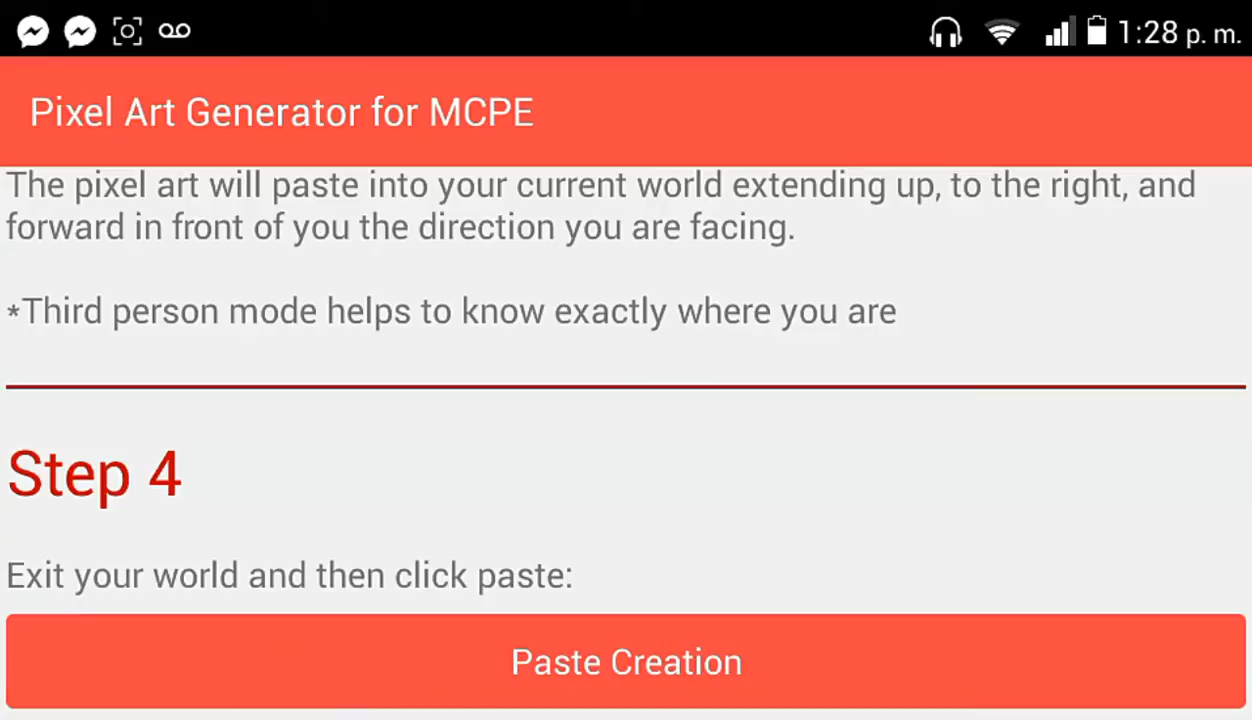 1:28 p. m.
Pixel Art Generator for MCPE
The pixel art will paste into your current world extending up, to the right, and
forward in front of you the direction you are facing.
*Third person mode helps to know exactly where you are
Step 4
Exit your world and then click paste:
Paste Creation